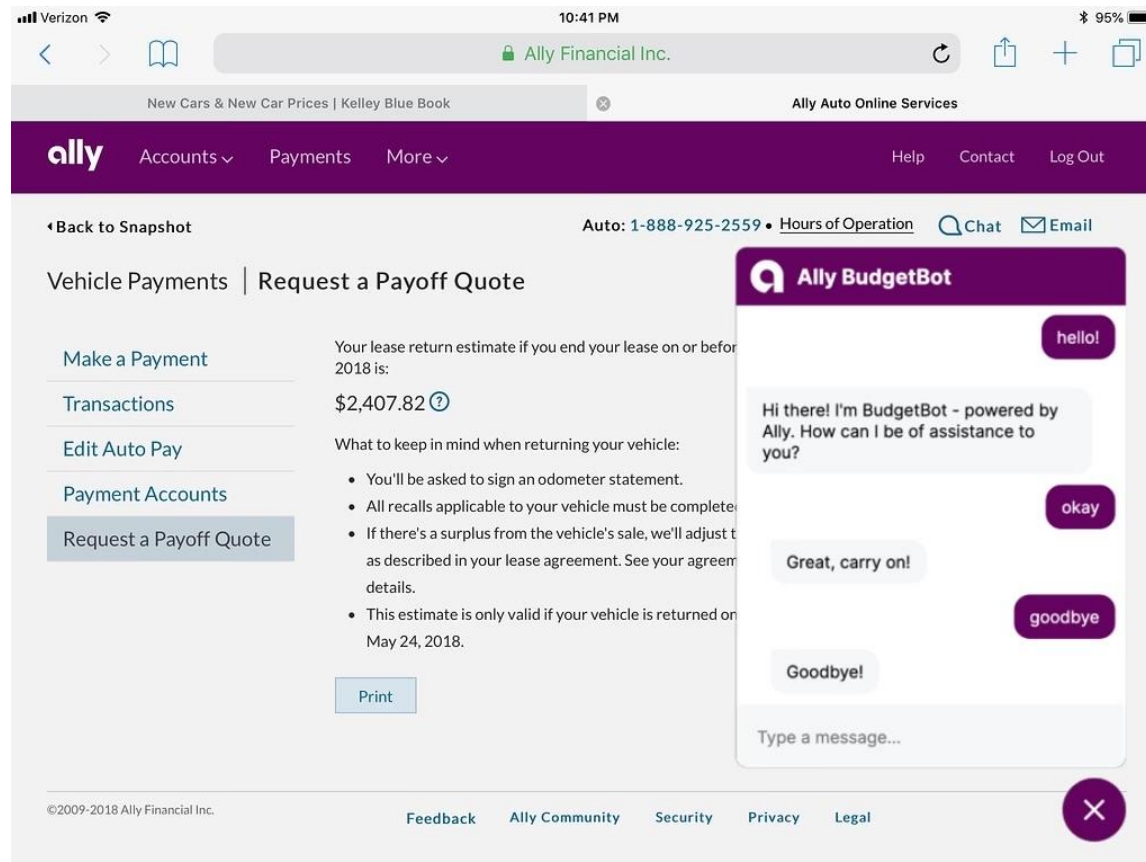 Verizon 10:41 PM 95%
Ally Financial Inc.
New Cars & New Car Prices | Kelley Blue Book Ally Auto Online Services
ally Accounts Payments More Help Contact Log Out
Back to Snapshot Auto: 1-888-925-2559 • Hours of Operation Chat Email
Vehicle Payments | Request a Payoff Quote
Make a Payment
Transactions
Edit Auto Pay
Payment Accounts
Request a Payoff Quote
Your lease return estimate if you end your lease on or befor
2018 is:
$2,407.82 ?
What to keep in mind when returning your vehicle:
• You'll be asked to sign an odometer statement.
• All recalls applicable to your vehicle must be complete
• If there's a surplus from the vehicle's sale, we'll adjust t
as described in your lease agreement. See your agreem
details.
• This estimate is only valid if your vehicle is returned on
May 24, 2018.
Print
Ally BudgetBot
hello!
Hi there! I'm BudgetBot - powered by
Ally. How can I be of assistance to
you?
okay
Great, carry on!
goodbye
Goodbye!
Type a message...
©2009-2018 Ally Financial Inc.
Feedback Ally Community Security Privacy Legal